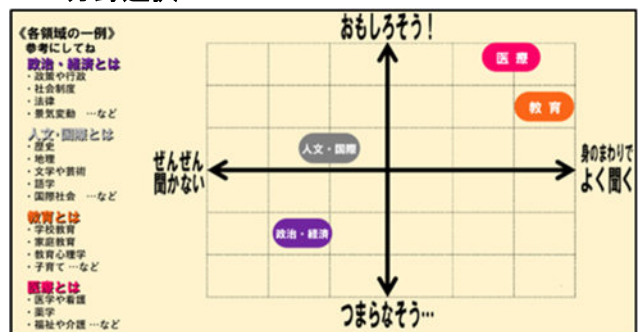 《各領域の一例》
参考にしてね
政治・経済とは
・政策や行政
・社会制度
・法律
・景気変動 …など
人文・国際とは
・歴史
・地理
・文学や芸術
・語学
・国際社会 …など
教育とは
・学校教育
・家庭教育
・教育心理学
・子育て …など
医療とは
・医学や看護
・薬学
・福祉や介護 …など
おもしろそう！
医療
教育
人文・国際
ぜんぜん
聞かない
身のまわりで
よく聞く
政治・経済
つまらなそう…